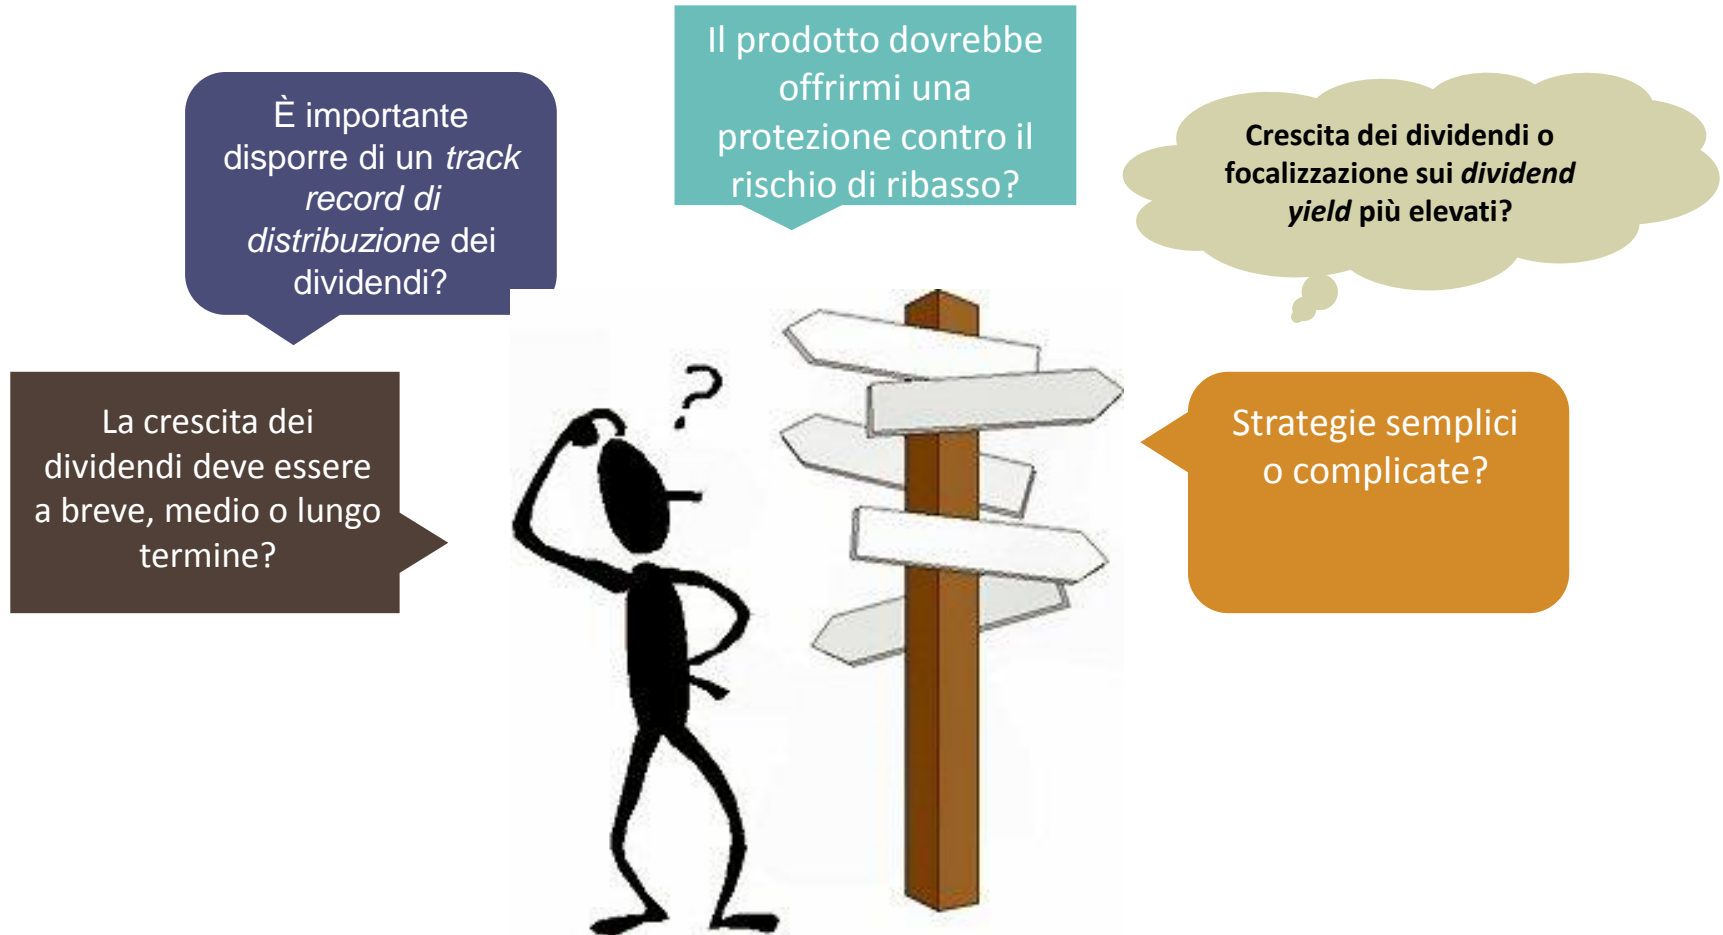 Il prodotto dovrebbe
offrirmi una
protezione contro il
rischio di ribasso?
È importante
disporre di un track
record di
distribuzione dei
dividendi?
Crescita dei dividendi o
focalizzazione sui dividend
yield più elevati?
La crescita dei
dividendi deve essere
a breve, medio o lungo
termine?
?
Strategie semplici
o complicate?